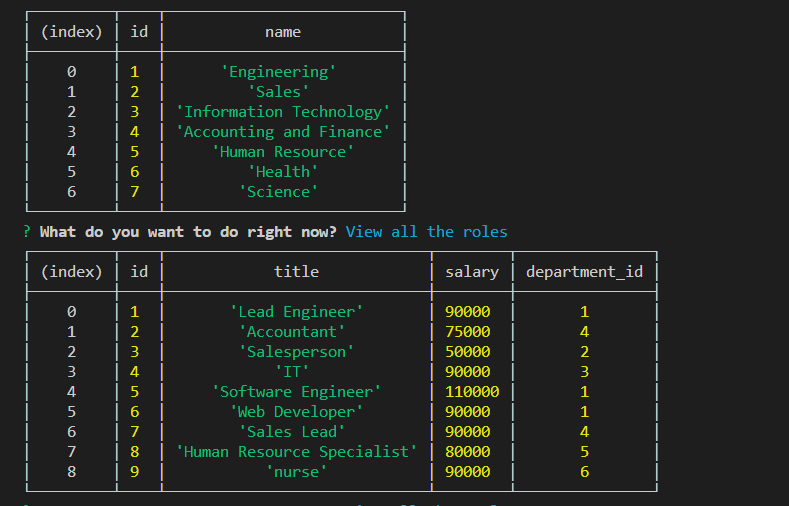 (index) id name
0 1 'Engineering'
1 2 'Sales'
2 3 'Information Technology'
3 4 'Accounting and Finance'
4 5 'Human Resource'
5 6 'Health'
6 7 'Science'
? What do you want to do right now? View all the roles
(index) id title salary department_id
0 1 'Lead Engineer' 90000 1
1 2 'Accountant' 75000 4
2 3 'Salesperson' 50000 2
3 4 'IT' 90000 3
4 5 'Software Engineer' 110000 1
5 6 'Web Developer' 90000 1
6 7 'Sales Lead' 90000 4
7 8 'Human Resource Specialist' 80000 5
8 9 'nurse' 90000 6